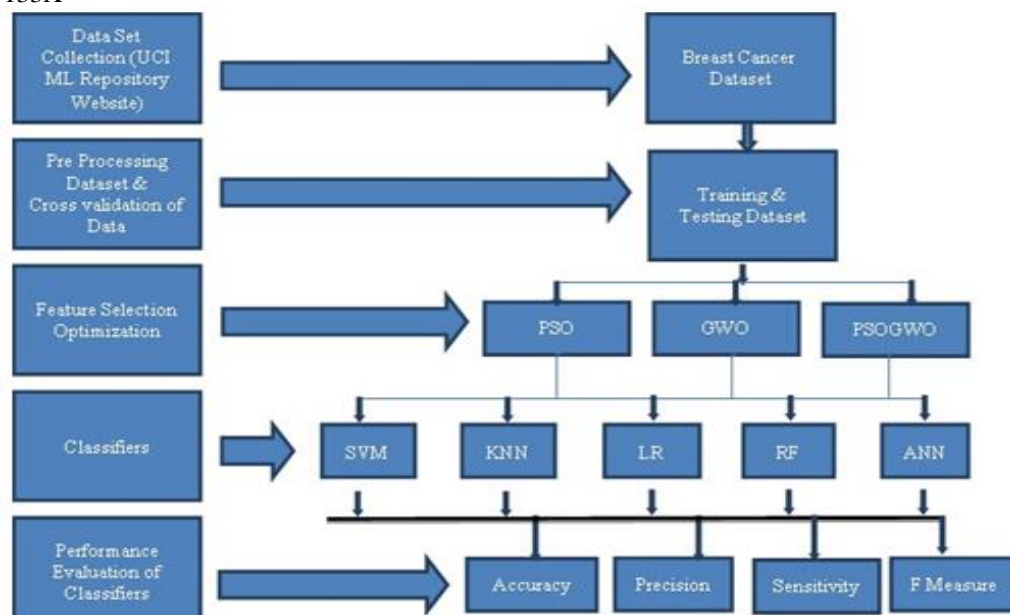 Data Set
Collection (UCI
ML Repository
Website)
Breast Cancer
Dataset
Pre Processing
Dataset &
Cross validation of
Data
Training &
Testing Dataset
Feature Selection
Optimization
PSO
GWO
PSOGWO
Classifiers
SVM
KNN
LR
RF
ANN
Performance
Evaluation of
Classifiers
Accuracy
Precision
Sensitivity
F Measure